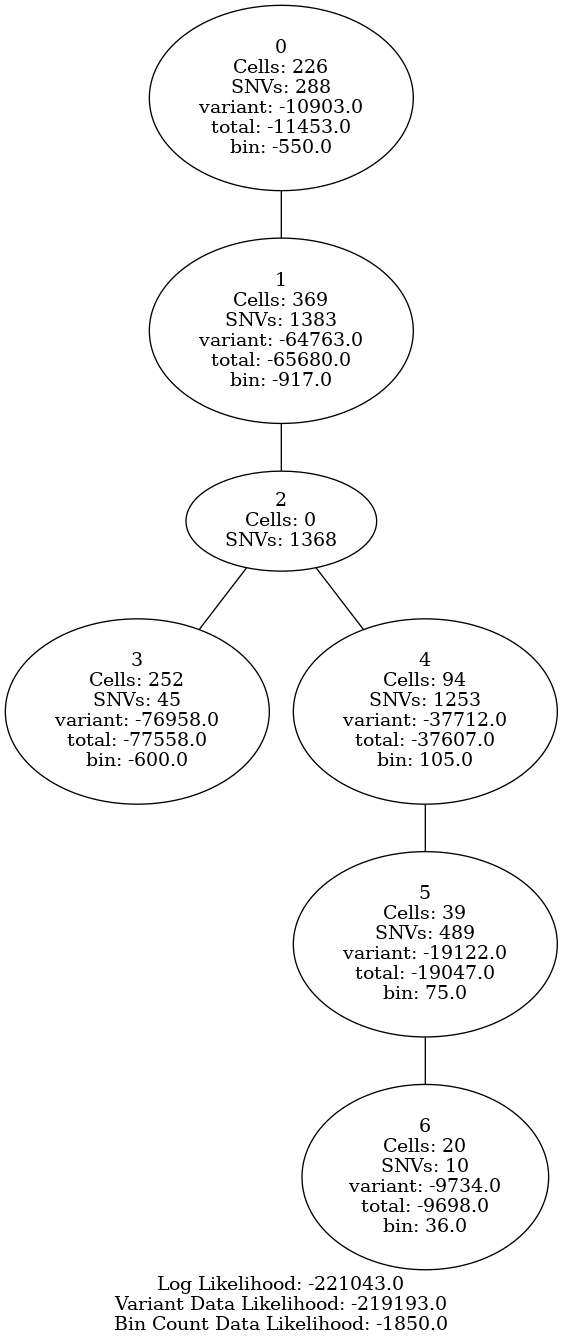 0
Cells: 226
SNVs: 288
variant: -10903.0
total: -11453.0
bin: -550.0
1
Cells: 369
SNVs: 1383
variant: -64763.0
total: -65680.0
bin: -917.0
2
Cells: 0
SNVs: 1368
3
Cells: 252
SNVs: 45
variant: -76958.0
total: -77558.0
bin: -600.0
4
Cells: 94
SNVs: 1253
variant: -37712.0
total: -37607.0
bin: 105.0
5
Cells: 39
SNVs: 489
variant: -19122.0
total: -19047.0
bin: 75.0
6
Cells: 20
SNVs: 10
variant: -9734.0
total: -9698.0
bin: 36.0
Log Likelihood: -221043.0
Variant Data Likelihood: -219193.0
Bin Count Data Likelihood: -1850.0